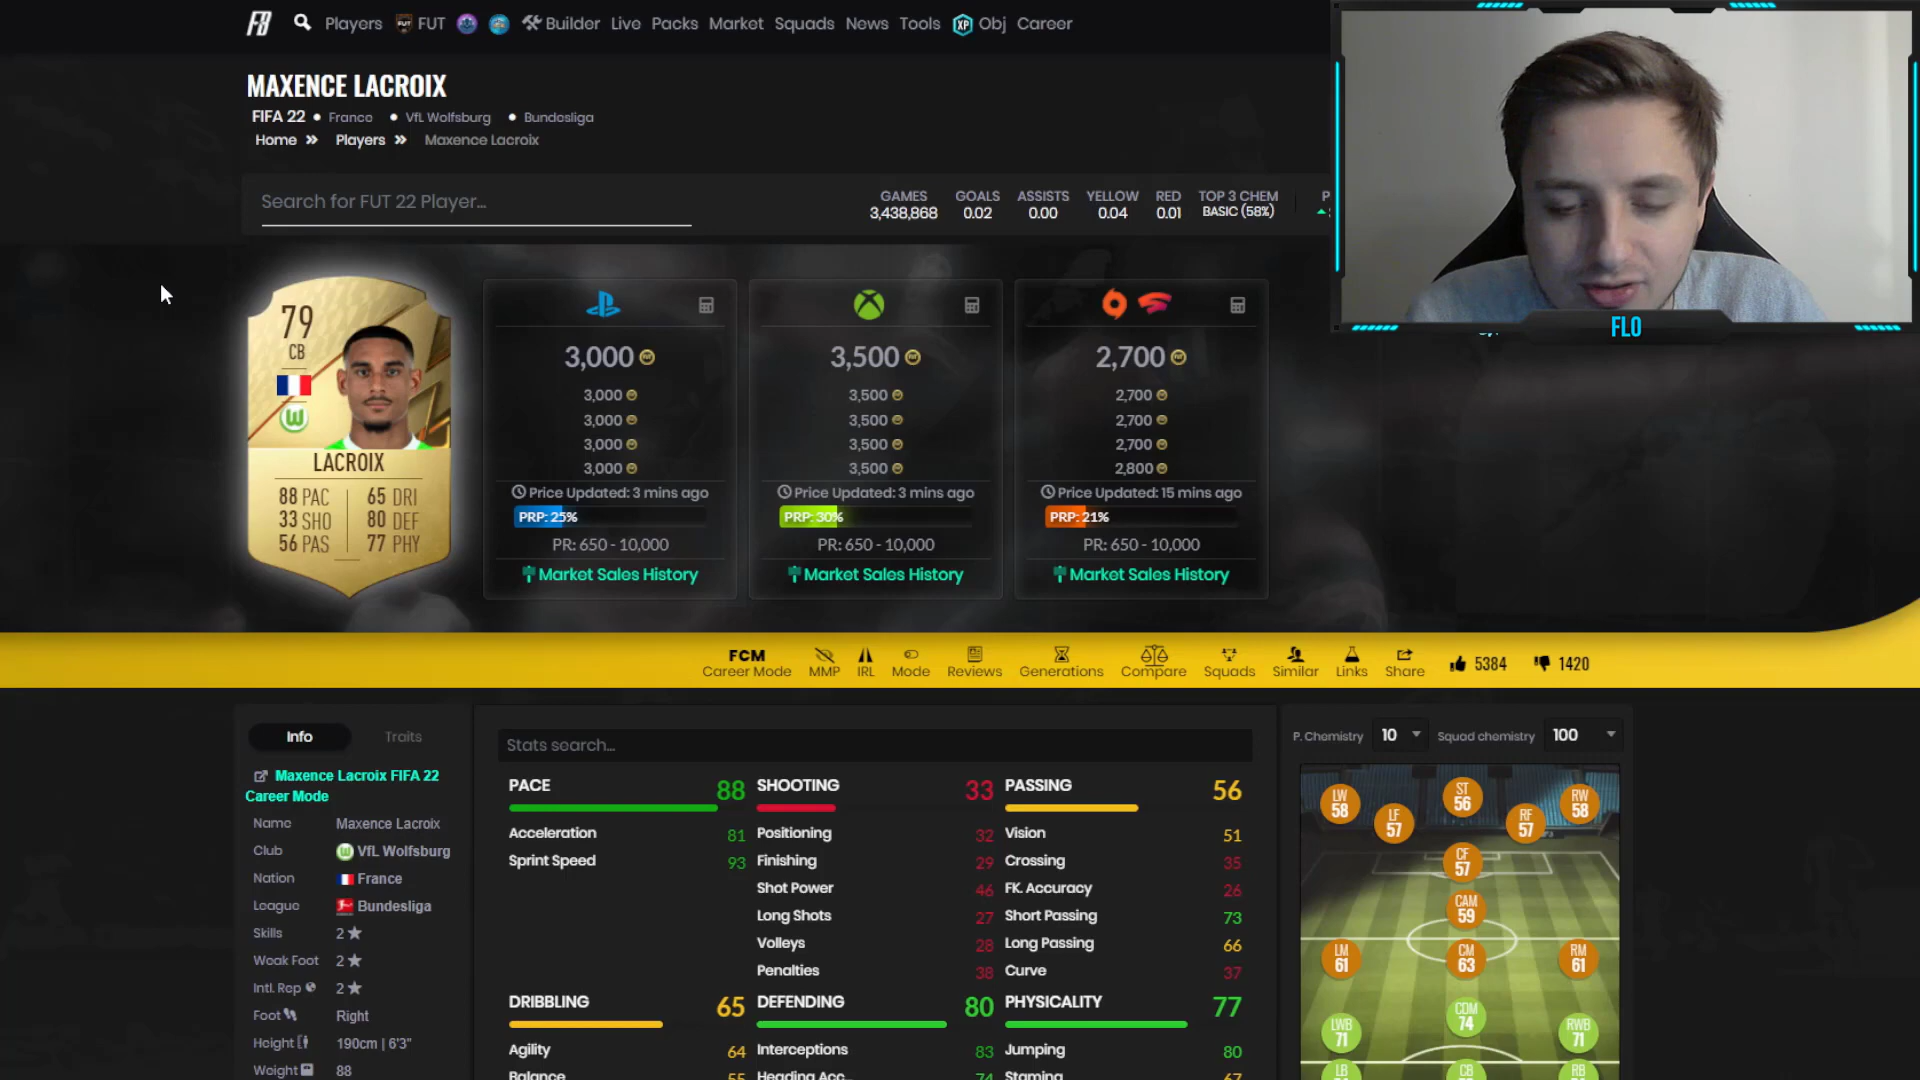 FB Players FUT Builder Live Packs Market Squads News Tools XP Obj Career
MAXENCE LACROIX
FIFA 22 • France • VfL Wolfsburg • Bundesliga
Home » Players » Maxence Lacroix
Search for FUT 22 Player...
GAMES GOALS ASSISTS YELLOW RED TOP 3 CHEM P
3,438,868 0.02 0.00 0.04 0.01 BASIC (58%)
FLO
79
CB
LACROIX
88 PAC 65 DRI
33 SHO 80 DEF
56 PAS 77 PHY
3,000 3,500 2,700
3,000 3,500 2,700
3,000 3,500 2,700
3,000 3,500 2,700
3,000 3,500 2,800
Price Updated: 3 mins ago Price Updated: 3 mins ago Price Updated: 15 mins ago
PRP: 25% PRP: 30% PRP: 21%
PR: 650 - 10,000 PR: 650 - 10,000 PR: 650 - 10,000
Market Sales History Market Sales History Market Sales History
FCM
Career Mode MMP IRL Mode Reviews Generations Compare Squads Similar Links Share 5384 1420
Info Traits
Maxence Lacroix FIFA 22
Career Mode
Name Maxence Lacroix
Club VfL Wolfsburg
Nation France
League Bundesliga
Skills 2 ★
Weak Foot 2 ★
Intl. Rep 2 ★
Foot Right
Height 190cm | 6'3"
Weight 88
Stats search...
PACE 88 SHOOTING 33 PASSING 56
Acceleration 81 Positioning 32 Vision 51
Sprint Speed 93 Finishing 29 Crossing 35
Shot Power 46 FK. Accuracy 26
Long Shots 27 Short Passing 73
Volleys 28 Long Passing 66
Penalties 38 Curve 37
DRIBBLING 65 DEFENDING 80 PHYSICALITY 77
Agility 64 Interceptions 83 Jumping 80
Balance 55 Heading Acc... 74 Stamina 67
P. Chemistry 10 Squad chemistry 100
LW 58 ST 56 RW 58
LF 57 RF 57
CF 57
CAM 59
LM 61 CM 63 RM 61
CDM 74
LWB 71 RWB 71
LB CB RB